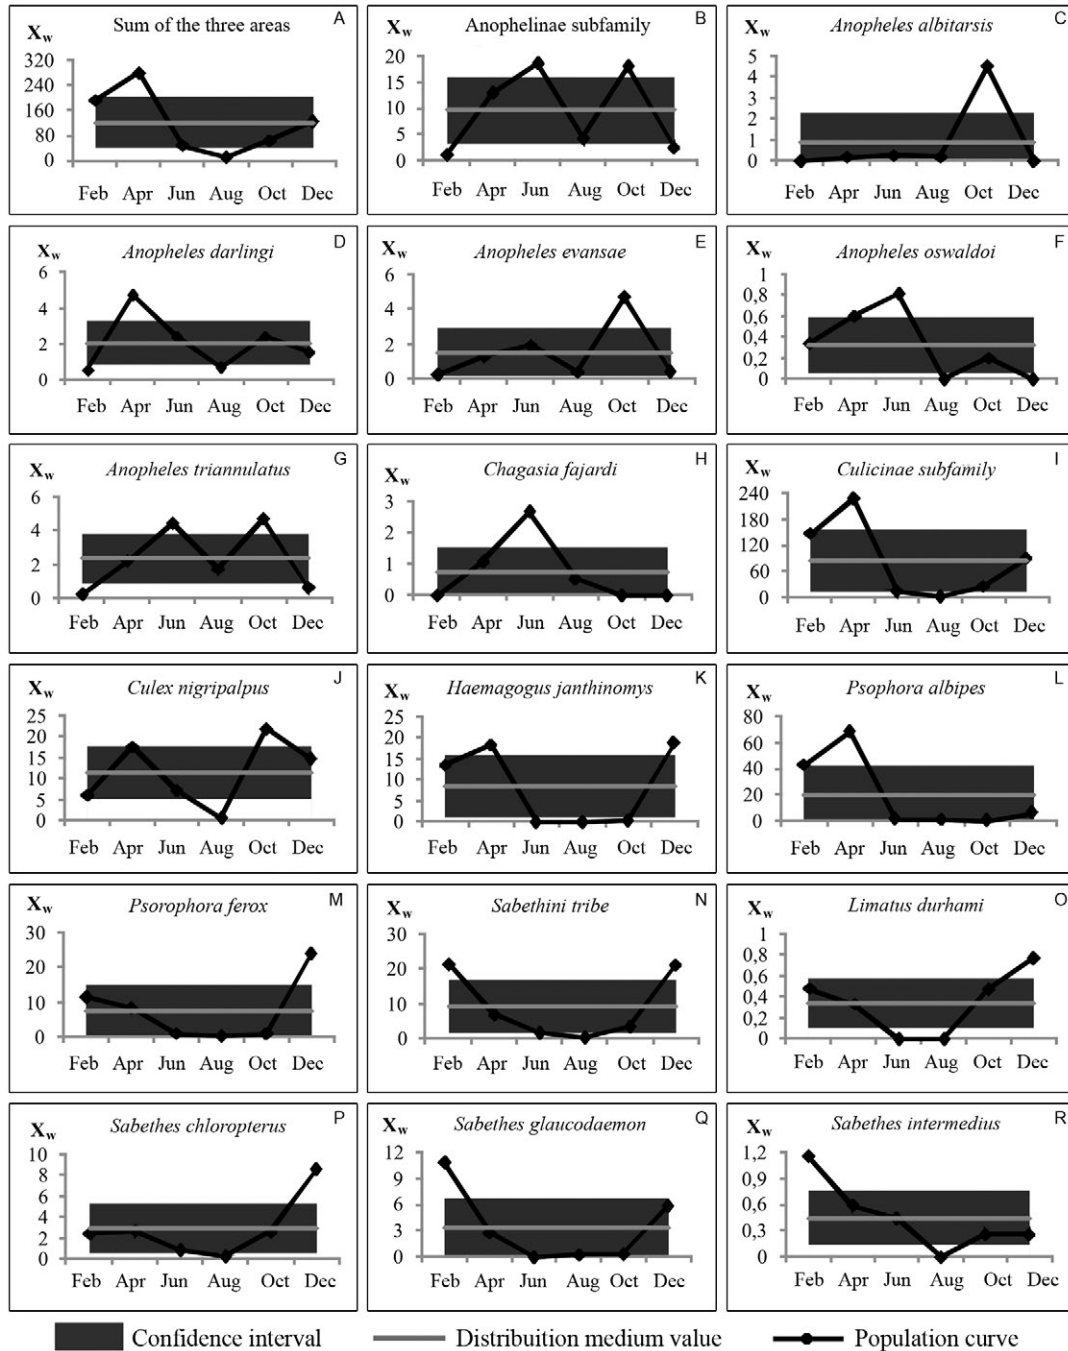 A
Sum of the three areas
Xw
320
240
160
80
0
Feb Apr Jun Aug Oct Dec
B
Anophelinae subfamily
Xw
20
15
10
5
0
Feb Apr Jun Aug Oct Dec
C
Anopheles albitarsis
Xw
5
4
3
2
1
0
Feb Apr Jun Aug Oct Dec
D
Anopheles darlingi
Xw
6
4
2
0
Feb Apr Jun Aug Oct Dec
E
Anopheles evansae
Xw
6
4
2
0
Feb Apr Jun Aug Oct Dec
F
Anopheles oswaldoi
Xw
1
0,8
0,6
0,4
0,2
0
Feb Apr Jun Aug Oct Dec
G
Anopheles triannulatus
Xw
6
4
2
0
Feb Apr Jun Aug Oct Dec
H
Chagasia fajardi
Xw
3
2
1
0
Feb Apr Jun Aug Oct Dec
I
Culicinae subfamily
Xw
240
180
120
60
0
Feb Apr Jun Aug Oct Dec
J
Culex nigripalpus
Xw
25
20
15
10
5
0
Feb Apr Jun Aug Oct Dec
K
Haemagogus janthinomys
Xw
25
20
15
10
5
0
Feb Apr Jun Aug Oct Dec
L
Psophora albipes
Xw
80
60
40
20
0
Feb Apr Jun Aug Oct Dec
M
Psorophora ferox
Xw
30
20
10
0
Feb Apr Jun Aug Oct Dec
N
Sabethini tribe
Xw
30
20
10
0
Feb Apr Jun Aug Oct Dec
O
Limatus durhami
Xw
1
0,8
0,6
0,4
0,2
0
Feb Apr Jun Aug Oct Dec
P
Sabethes chloropterus
Xw
10
8
6
4
2
0
Feb Apr Jun Aug Oct Dec
Q
Sabethes glaucodaemon
Xw
12
9
6
3
0
Feb Apr Jun Aug Oct Dec
R
Sabethes intermedius
Xw
1,2
0,9
0,6
0,3
0
Feb Apr Jun Aug Oct Dec
Confidence interval
Distribuition medium value
Population curve